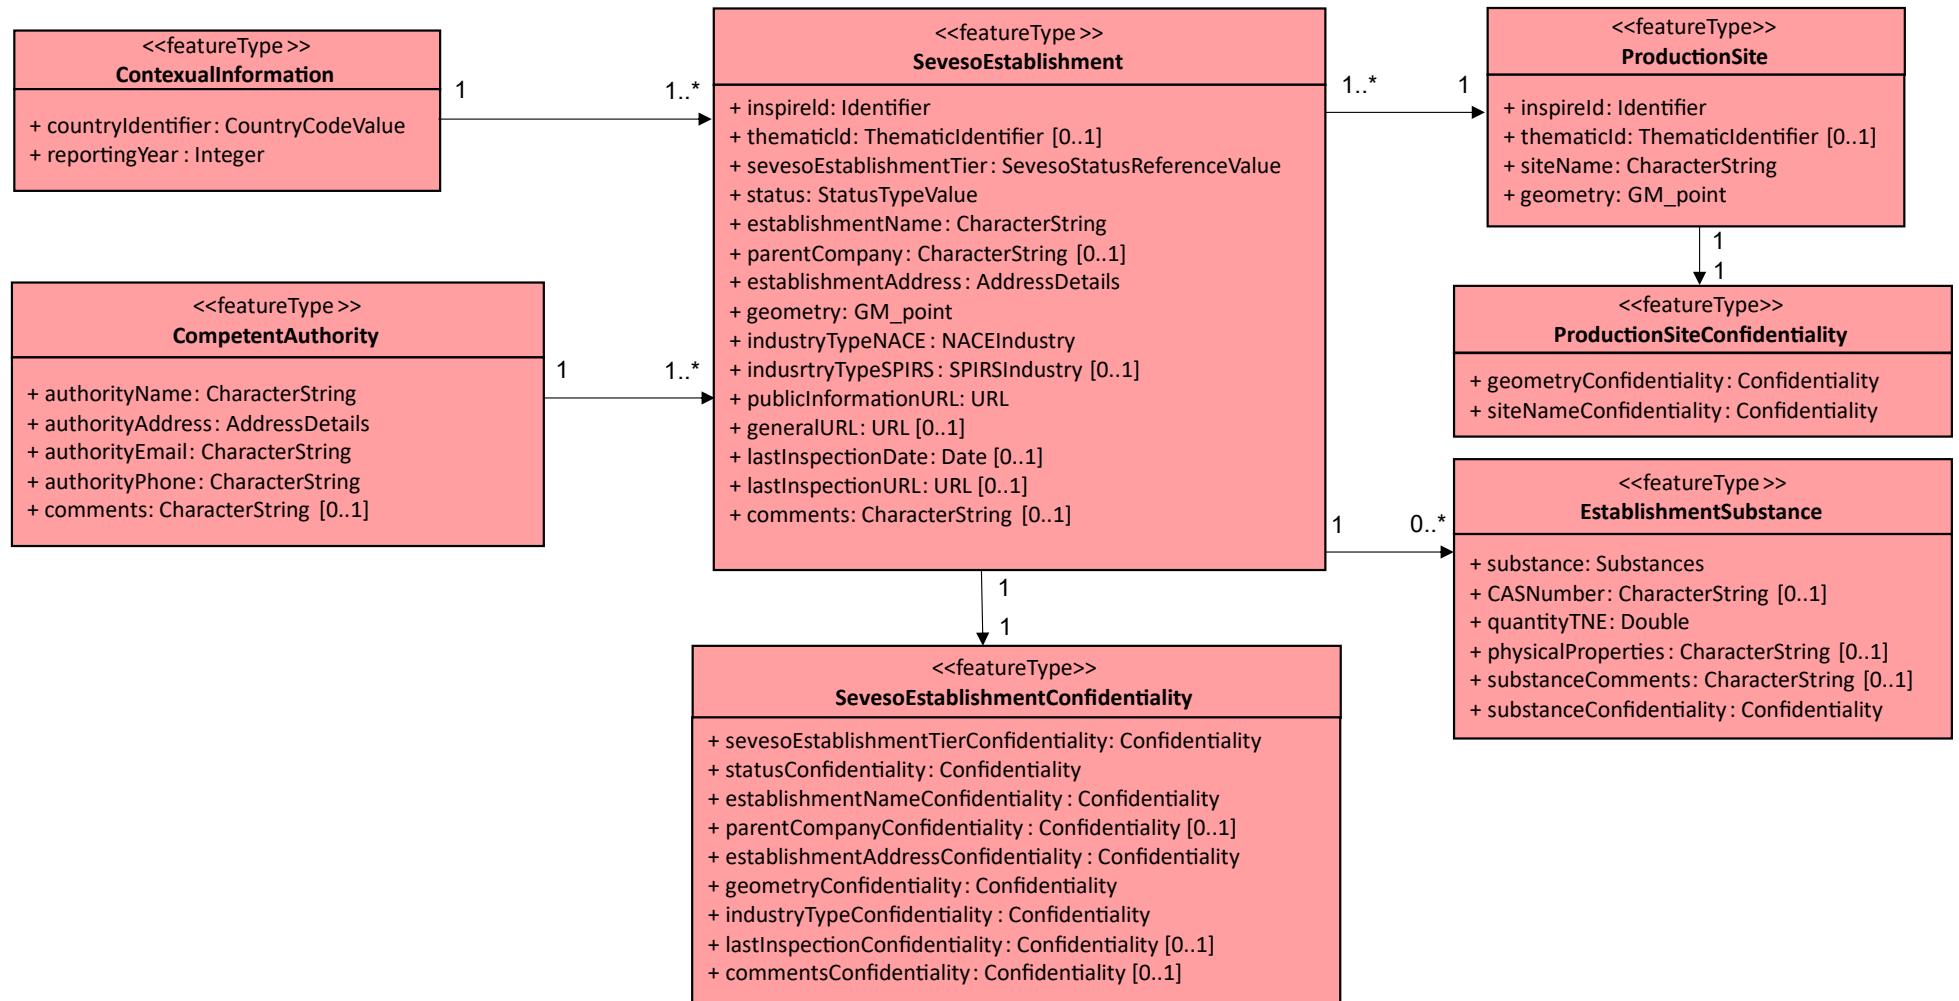 <<featureType >>
ContexualInformation
+ countryIdentifier: CountryCodeValue
+ reportingYear : Integer
1
1..*
<<featureType >>
CompetentAuthority
+ authorityName: CharacterString
+ authorityAddress: AddressDetails
+ authorityEmail: CharacterString
+ authorityPhone: CharacterString
+ comments: CharacterString [0..1]
1
1..*
<<featureType >>
SevesoEstablishment
+ inspireId: Identifier
+ thematicId: ThematicIdentifier [0..1]
+ sevesoEstablishmentTier: SevesoStatusReferenceValue
+ status: StatusTypeValue
+ establishmentName: CharacterString
+ parentCompany: CharacterString [0..1]
+ establishmentAddress: AddressDetails
+ geometry: GM_point
+ industryTypeNACE : NACEIndustry
+ indusrtryTypeSPIRS : SPIRSIndustry [0..1]
+ publicInformationURL: URL
+ generalURL: URL [0..1]
+ lastInspectionDate: Date [0..1]
+ lastInspectionURL: URL [0..1]
+ comments: CharacterString [0..1]
1..*
1
<<featureType>>
ProductionSite
+ inspireId: Identifier
+ thematicId: ThematicIdentifier [0..1]
+ siteName: CharacterString
+ geometry: GM_point
1
1
<<featureType>>
ProductionSiteConfidentiality
+ geometryConfidentiality: Confidentiality
+ siteNameConfidentiality: Confidentiality
1
0..*
<<featureType>>
EstablishmentSubstance
+ substance: Substances
+ CASNumber: CharacterString [0..1]
+ quantityTNE: Double
+ physicalProperties: CharacterString [0..1]
+ substanceComments: CharacterString [0..1]
+ substanceConfidentiality: Confidentiality
1
1
<<featureType>>
SevesoEstablishmentConfidentiality
+ sevesoEstablishmentTierConfidentiality: Confidentiality
+ statusConfidentiality: Confidentiality
+ establishmentNameConfidentiality : Confidentiality
+ parentCompanyConfidentiality : Confidentiality [0..1]
+ establishmentAddressConfidentiality : Confidentiality
+ geometryConfidentiality: Confidentiality
+ industryTypeConfidentiality : Confidentiality
+ lastInspectionConfidentiality: Confidentiality [0..1]
+ commentsConfidentiality: Confidentiality [0..1]